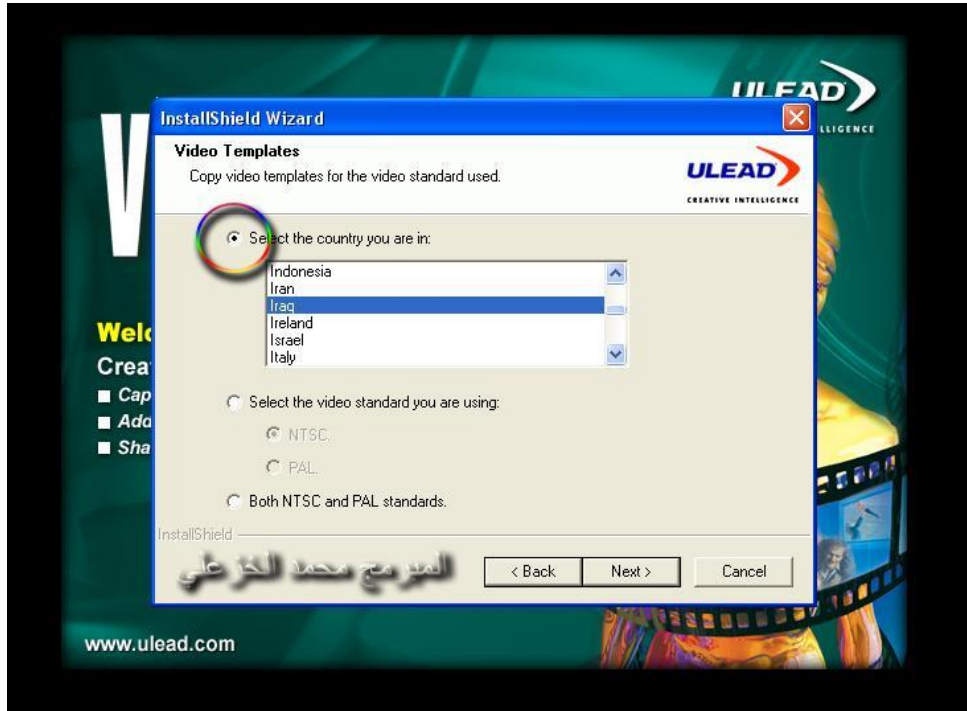 ULEAD
LLIGENCE
V
InstallShield Wizard
Video Templates
Copy video templates for the video standard used.
ULEAD
CREATIVE INTELLIGENCE
Select the country you are in:
Indonesia
Iran
Iraq
Ireland
Israel
Italy
Welc
Crea
Cap
Add
Sha
Select the video standard you are using:
NTSC.
PAL.
Both NTSC and PAL standards.
InstallShield
المبرمج محمد الخزعلي
< Back
Next >
Cancel
www.ulead.com